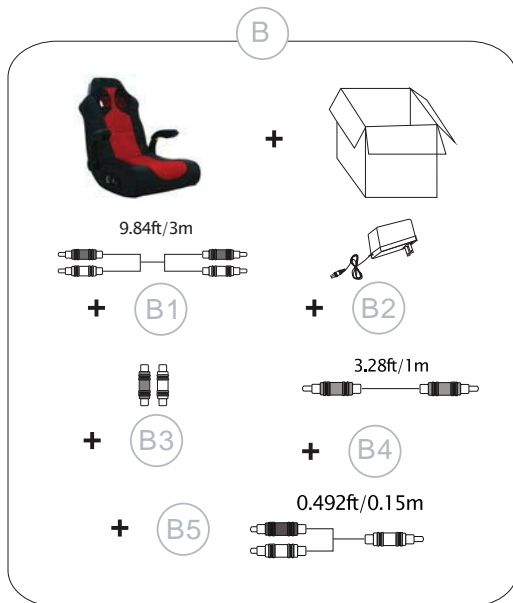 B
+
9.84ft/3m
+ B1
+ B2
3.28ft/1m
+ B3
+ B4
0.492ft/0.15m
+ B5